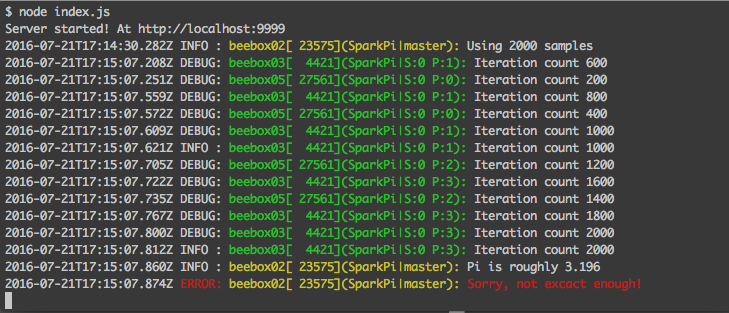 $ node index.js
Server started! At http://localhost:9999
2016-07-21T17:14:30.282Z INFO : beebox02[ 23575](SparkPi|master): Using 2000 samples
2016-07-21T17:15:07.208Z DEBUG: beebox03[  4421](SparkPi|S:0 P:1): Iteration count 600
2016-07-21T17:15:07.251Z DEBUG: beebox05[ 27561](SparkPi|S:0 P:0): Iteration count 200
2016-07-21T17:15:07.559Z DEBUG: beebox03[  4421](SparkPi|S:0 P:1): Iteration count 800
2016-07-21T17:15:07.572Z DEBUG: beebox05[ 27561](SparkPi|S:0 P:0): Iteration count 400
2016-07-21T17:15:07.609Z DEBUG: beebox03[  4421](SparkPi|S:0 P:1): Iteration count 1000
2016-07-21T17:15:07.621Z INFO : beebox03[  4421](SparkPi|S:0 P:1): Iteration count 1000
2016-07-21T17:15:07.705Z DEBUG: beebox05[ 27561](SparkPi|S:0 P:2): Iteration count 1200
2016-07-21T17:15:07.722Z DEBUG: beebox03[  4421](SparkPi|S:0 P:3): Iteration count 1600
2016-07-21T17:15:07.735Z DEBUG: beebox05[ 27561](SparkPi|S:0 P:2): Iteration count 1400
2016-07-21T17:15:07.767Z DEBUG: beebox03[  4421](SparkPi|S:0 P:3): Iteration count 1800
2016-07-21T17:15:07.800Z DEBUG: beebox03[  4421](SparkPi|S:0 P:3): Iteration count 2000
2016-07-21T17:15:07.812Z INFO : beebox03[  4421](SparkPi|S:0 P:3): Iteration count 2000
2016-07-21T17:15:07.860Z INFO : beebox02[ 23575](SparkPi|master): Pi is roughly 3.196
2016-07-21T17:15:07.874Z ERROR: beebox02[ 23575](SparkPi|master): Sorry, not excact enough!